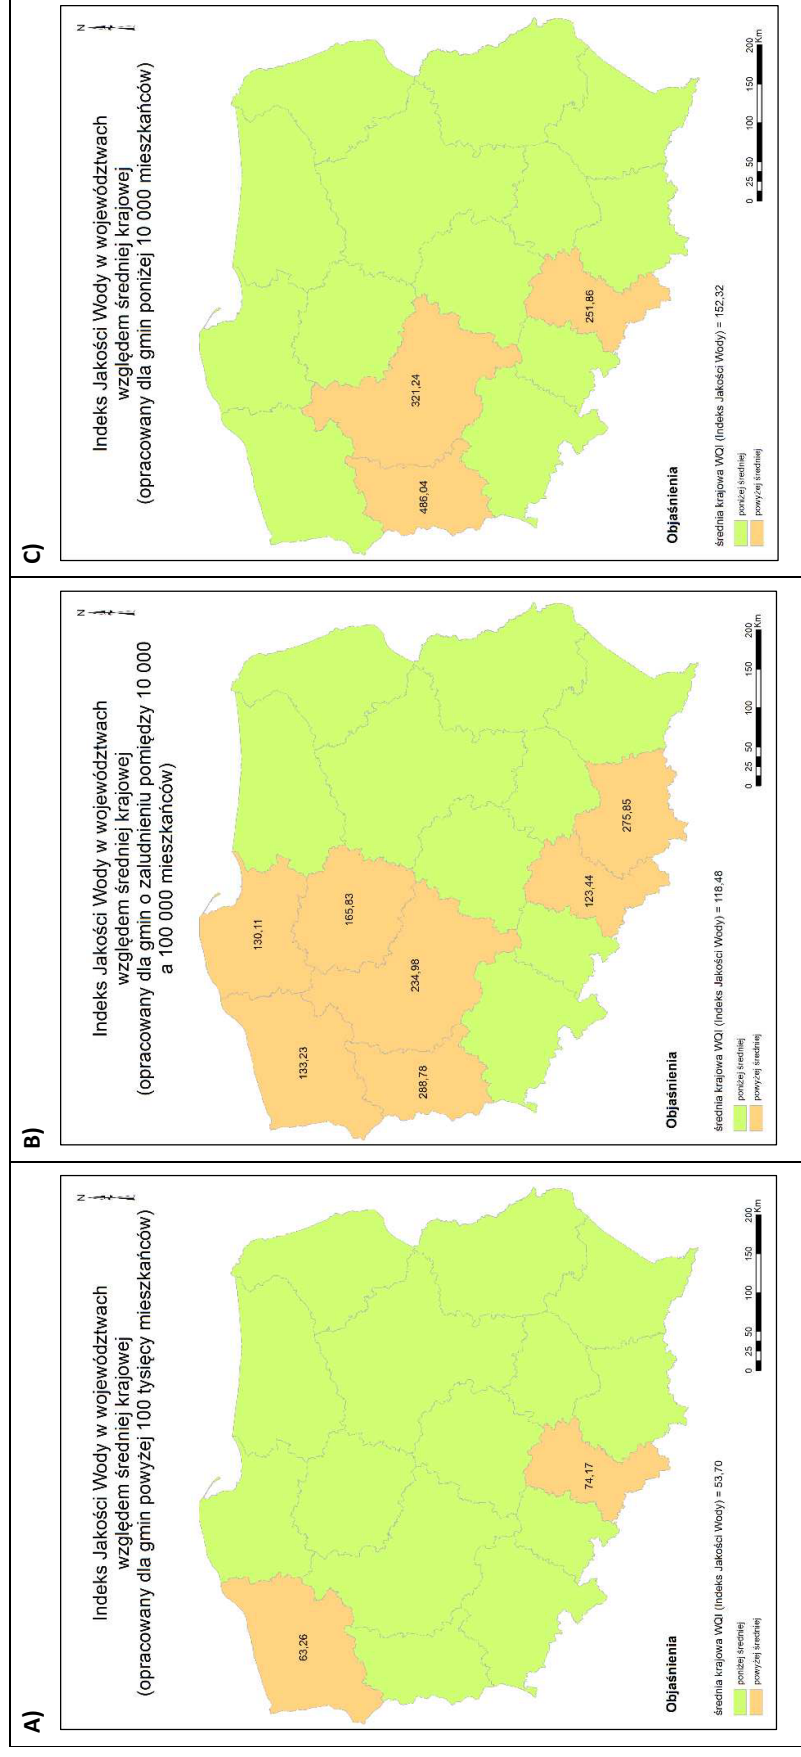 A)
Indeks Jakości Wody w województwach
względem średniej krajowej
(opracowany dla gmin powyżej 100 tysięcy mieszkańców)
N
63,26
74,17
Objaśnienia
średnia krajowa WQI (Indeks Jakości Wody) = 53,70
poniżej średniej
powyżej średniej
0 25 50 100 150 200
Km
B)
Indeks Jakości Wody w województwach
względem średniej krajowej
(opracowany dla gmin o zaludnieniu pomiędzy 10 000
a 100 000 mieszkańców)
N
130,11
133,23
165,83
234,98
288,78
123,44
275,85
Objaśnienia
średnia krajowa WQI (Indeks Jakości Wody) = 118,48
poniżej średniej
powyżej średniej
0 25 50 100 150 200
Km
C)
Indeks Jakości Wody w województwach
względem średniej krajowej
(opracowany dla gmin poniżej 10 000 mieszkańców)
N
321,24
486,04
251,86
Objaśnienia
średnia krajowa WQI (Indeks Jakości Wody) = 152,32
poniżej średniej
powyżej średniej
0 25 50 100 150 200
Km